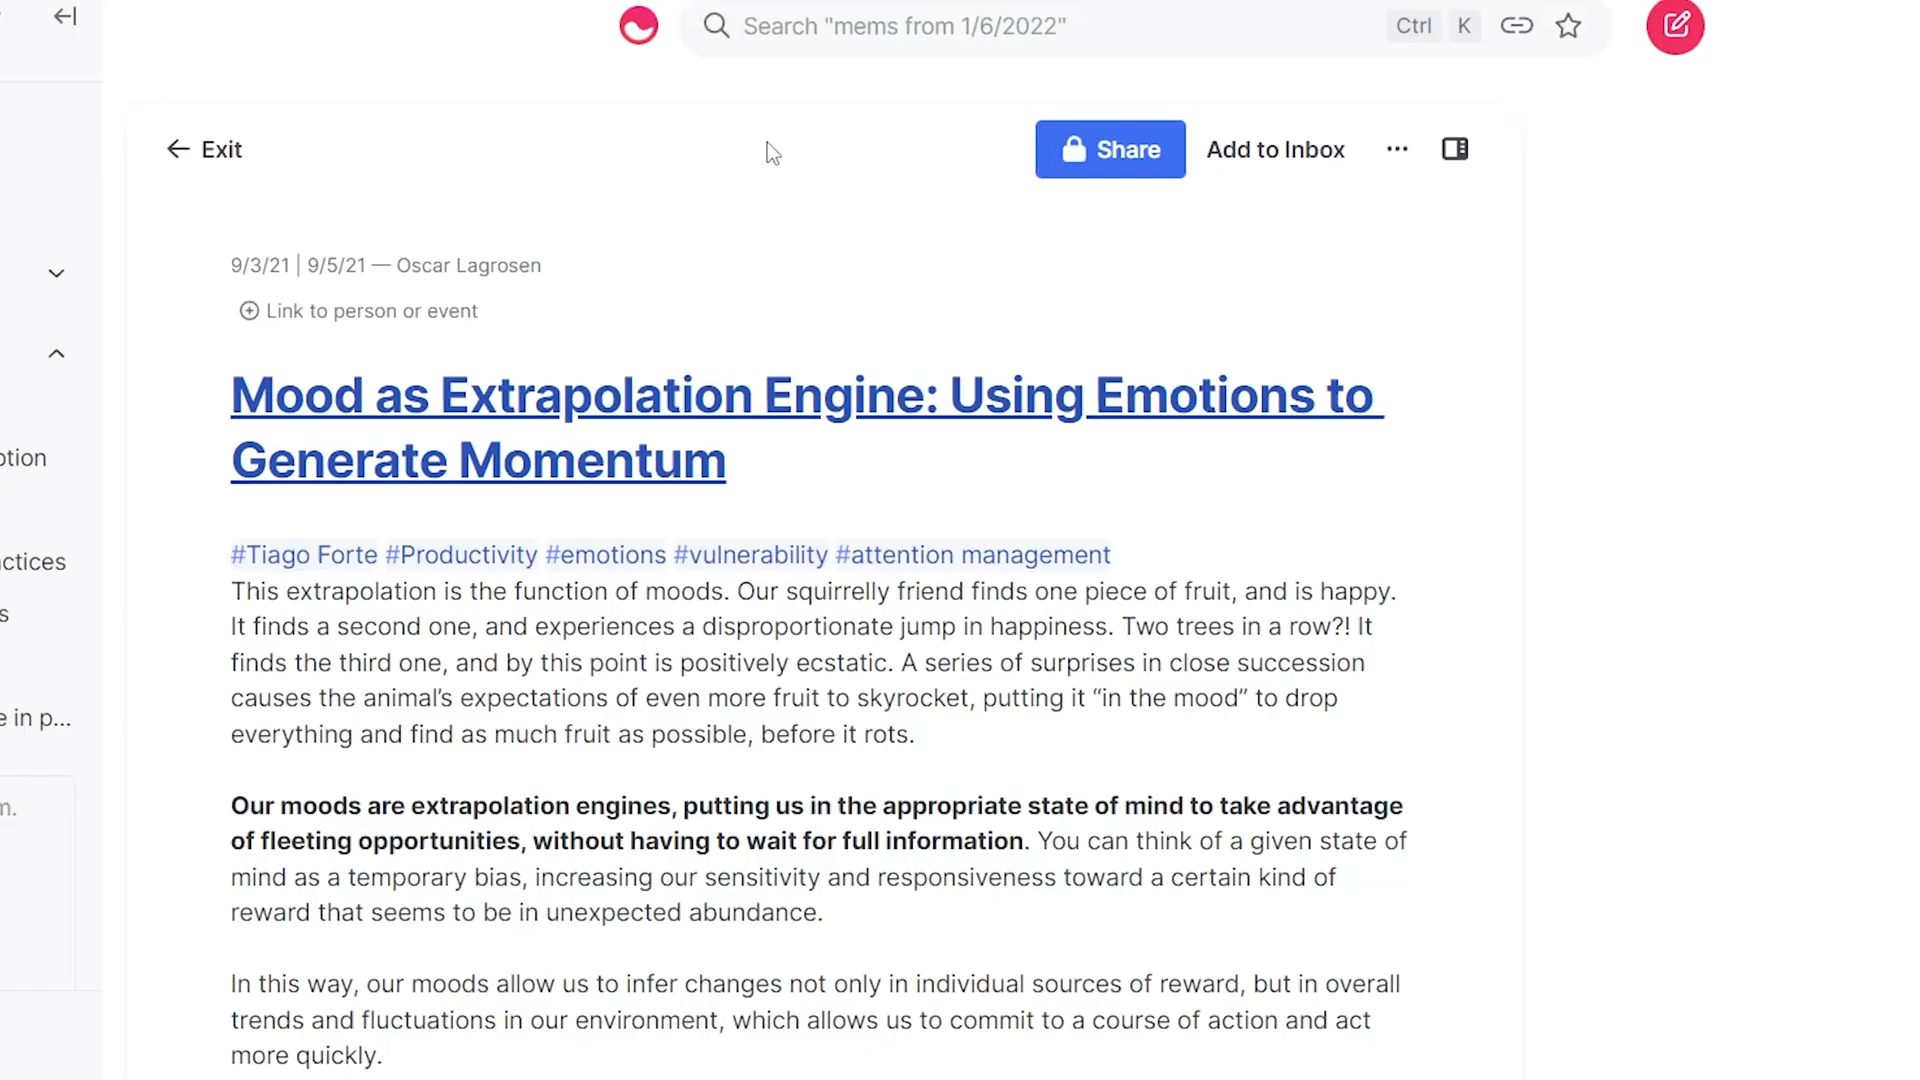 Search "mems from 1/6/2022" Ctrl K
Exit Share Add to Inbox ...
9/3/21 | 9/5/21 — Oscar Lagrosen
Link to person or event
Mood as Extrapolation Engine: Using Emotions to
Generate Momentum
#Tiago Forte #Productivity #emotions #vulnerability #attention management
This extrapolation is the function of moods. Our squirrelly friend finds one piece of fruit, and is happy.
It finds a second one, and experiences a disproportionate jump in happiness. Two trees in a row?! It
finds the third one, and by this point is positively ecstatic. A series of surprises in close succession
causes the animal’s expectations of even more fruit to skyrocket, putting it “in the mood” to drop
everything and find as much fruit as possible, before it rots.
Our moods are extrapolation engines, putting us in the appropriate state of mind to take advantage
of fleeting opportunities, without having to wait for full information. You can think of a given state of
mind as a temporary bias, increasing our sensitivity and responsiveness toward a certain kind of
reward that seems to be in unexpected abundance.
In this way, our moods allow us to infer changes not only in individual sources of reward, but in overall
trends and fluctuations in our environment, which allows us to commit to a course of action and act
more quickly.
ption
actices
s
e in p...
m.